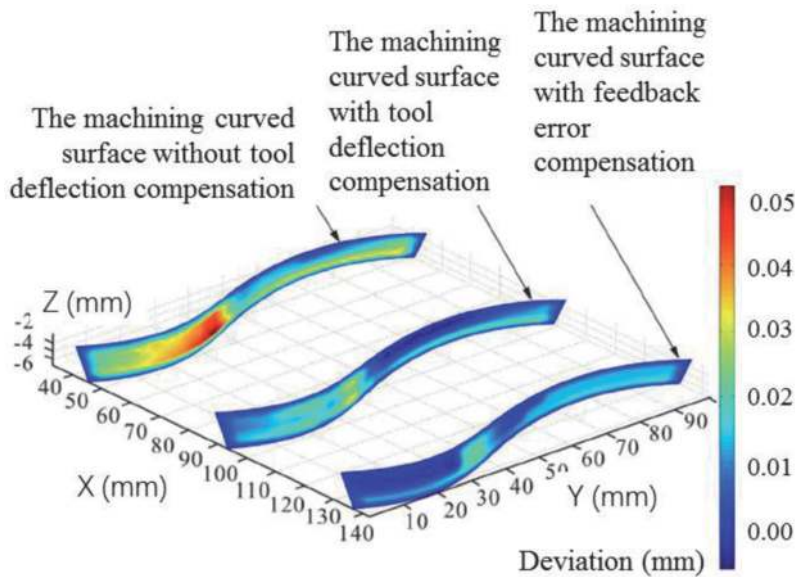 The machining curved
surface without tool
deflection compensation
The machining
curved surface
with tool
deflection
compensation
The machining
curved surface
with feedback
error
compensation
0.05
0.04
0.03
0.02
0.01
0.00
Deviation (mm)
Z (mm)
-2
-4
-6
40
50
60
70
80
90
100
110
120
130
140
X (mm)
10
20
30
40
50
60
70
80
90
Y (mm)